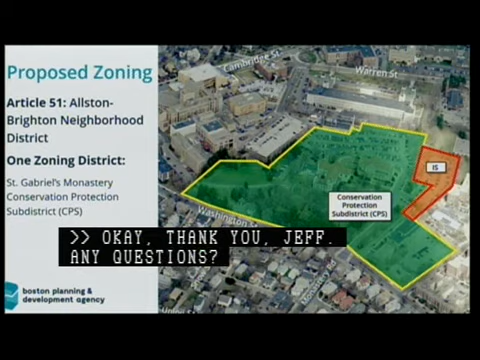 Proposed Zoning
Article 51: Allston-
Brighton Neighborhood
District
One Zoning District:
St. Gabriel's Monastery
Conservation Protection
Subdistrict (CPS)
boston planning &
development agency
Cambridge St
Warren St
IS
Conservation
Protection
Subdistrict (CPS)
Washington
>> OKAY, THANK YOU, JEFF.
ANY QUESTIONS?